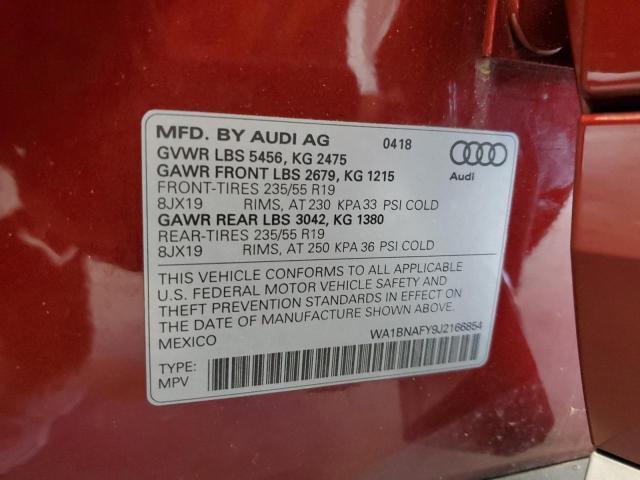 MFD. BY AUDI AG 0418
GVWR LBS 5456, KG 2475
GAWR FRONT LBS 2679, KG 1215
FRONT-TIRES 235/55 R19
8JX19 RIMS, AT 230 KPA 33 PSI COLD
GAWR REAR LBS 3042, KG 1380
REAR-TIRES 235/55 R19
8JX19 RIMS, AT 250 KPA 36 PSI COLD
Audi
THIS VEHICLE CONFORMS TO ALL APPLICABLE
U.S. FEDERAL MOTOR VEHICLE SAFETY AND
THEFT PREVENTION STANDARDS IN EFFECT ON
THE DATE OF MANUFACTURE SHOWN ABOVE.
MEXICO WA1BNAFY9J2166854
TYPE:
MPV